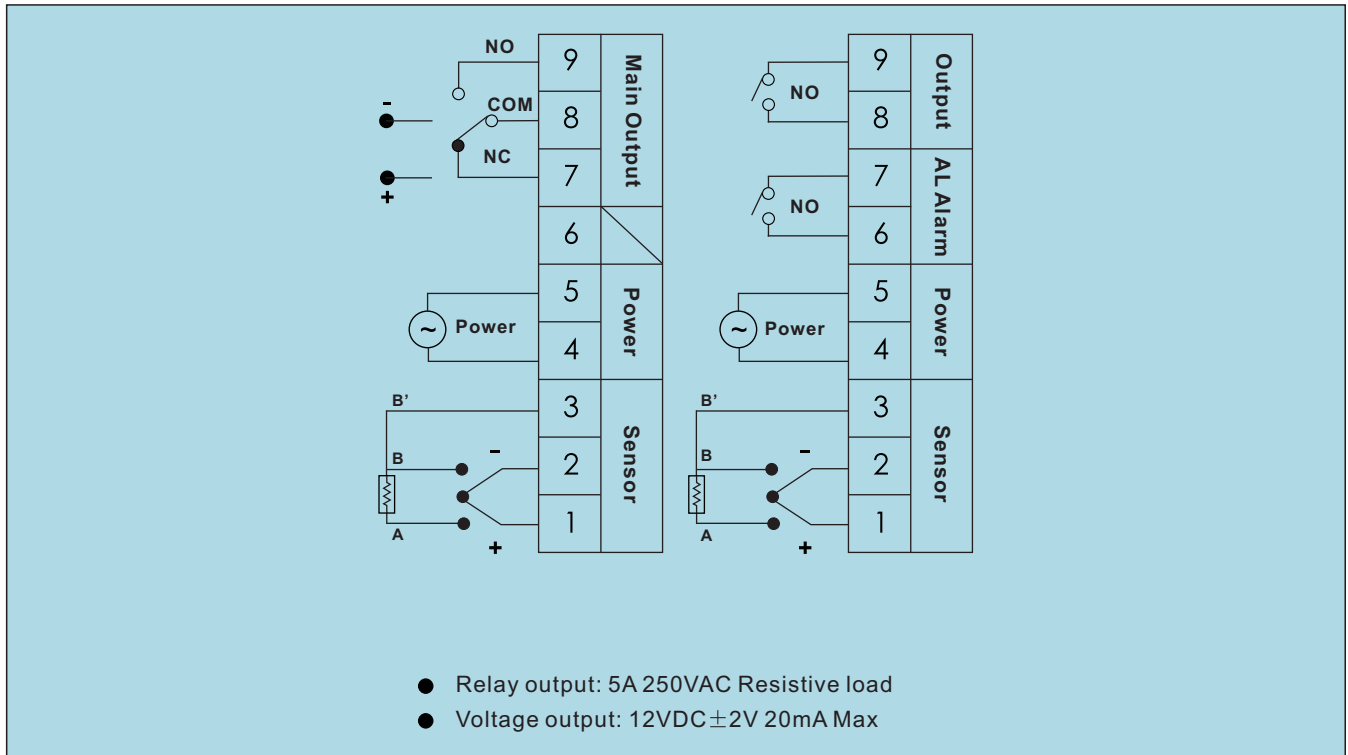 NO
9
-
COM
8
NC
7
+
Main Output
6
5
Power
4
Power
B'
3
B
-
2
A
+
1
Sensor
9
NO
8
Output
7
NO
6
AL Alarm
5
Power
4
Power
B'
3
B
-
2
A
+
1
Sensor
● Relay output: 5A 250VAC Resistive load
● Voltage output: 12VDC±2V 20mA Max